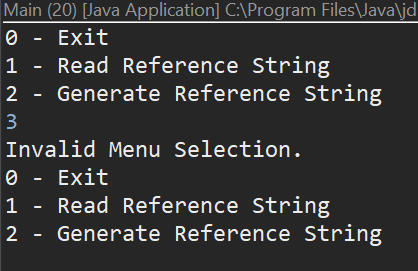 Main (20) [Java Application] C:\Program Files\Java\jd
0 - Exit
1 - Read Reference String
2 - Generate Reference String
3
Invalid Menu Selection.
0 - Exit
1 - Read Reference String
2 - Generate Reference String